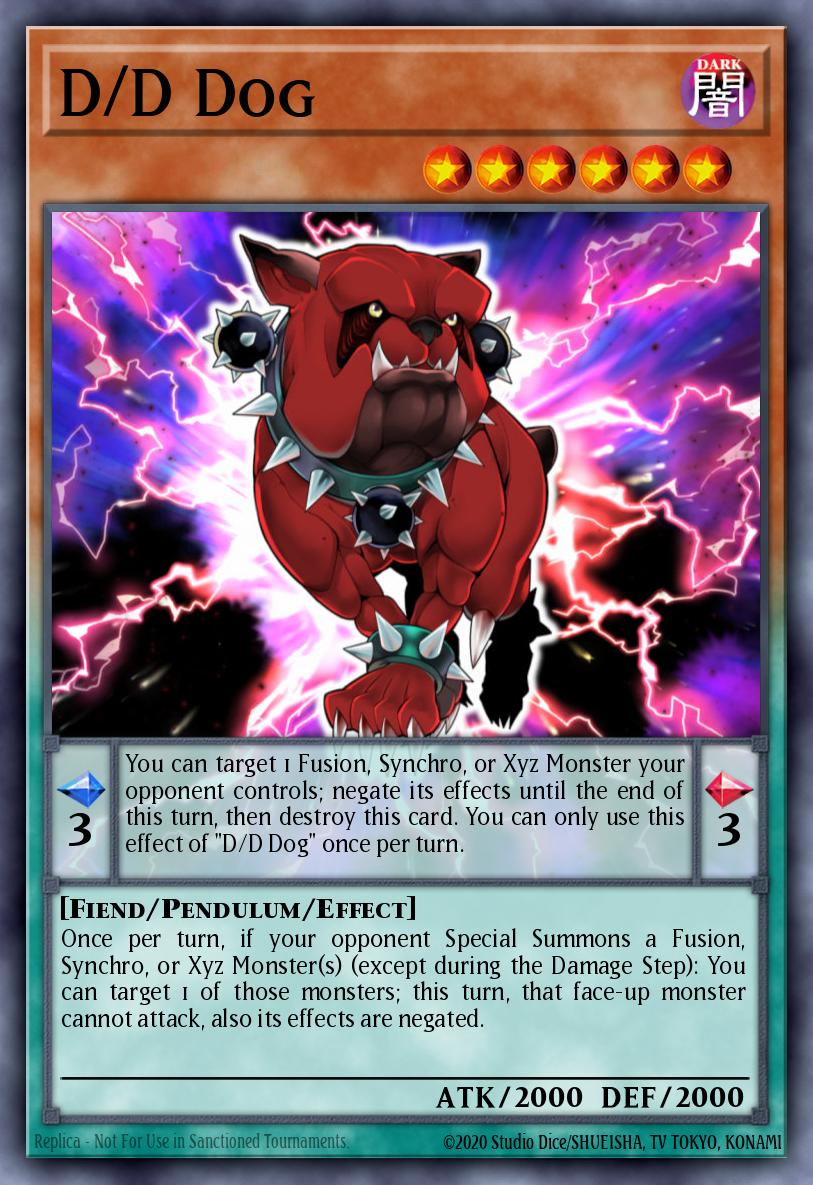 D/D Dog
DARK
闇
You can target 1 Fusion, Synchro, or Xyz Monster your
opponent controls; negate its effects until the end of
this turn, then destroy this card. You can only use this
effect of "D/D Dog" once per turn.
3
3
[Fiend/Pendulum/Effect]
Once per turn, if your opponent Special Summons a Fusion,
Synchro, or Xyz Monster(s) (except during the Damage Step): You
can target 1 of those monsters; this turn, that face-up monster
cannot attack, also its effects are negated.
ATK/2000 DEF/2000
Replica - Not For Use in Sanctioned Tournaments.
©2020 Studio Dice/SHUEISHA, TV TOKYO, KONAMI